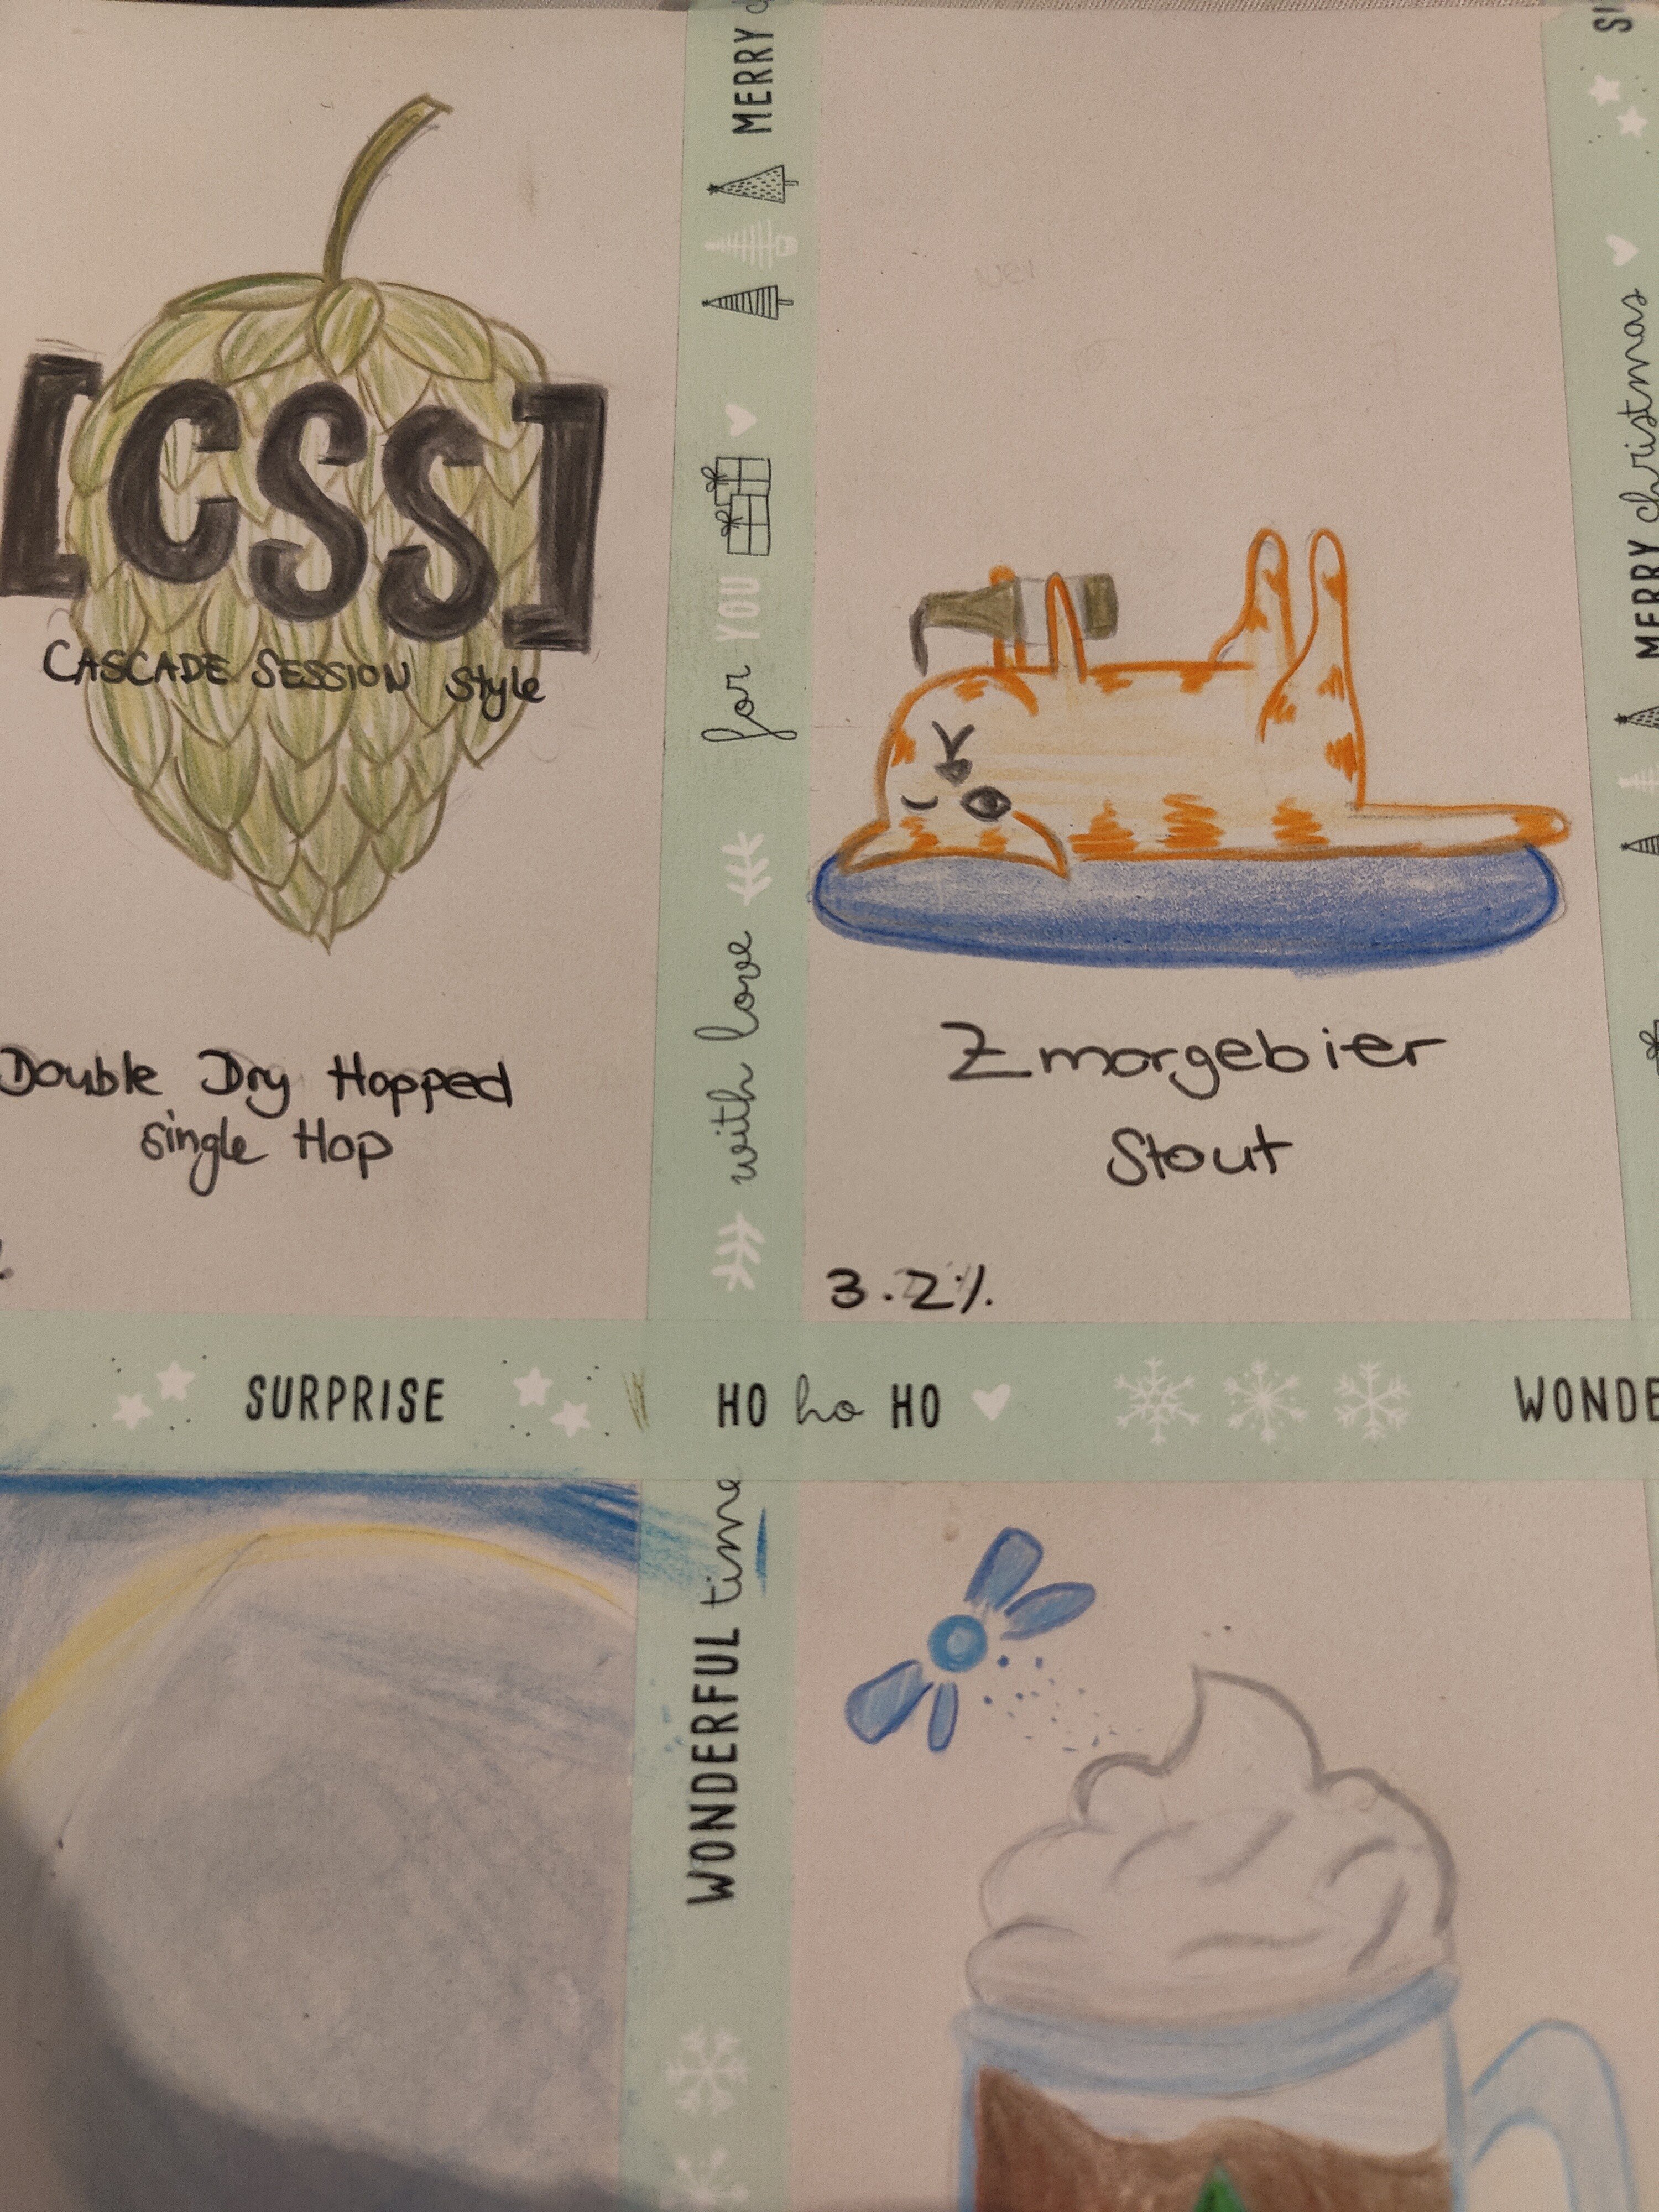 [CSS]
CASCADE SESSION Style
Double Dry Hopped
Single Hop
MERRY
for YOU
with love
Zmorgebier
Stout
3.2%
MERRY christmas
SURPRISE
HO ho HO
WONDE
WONDERFUL time